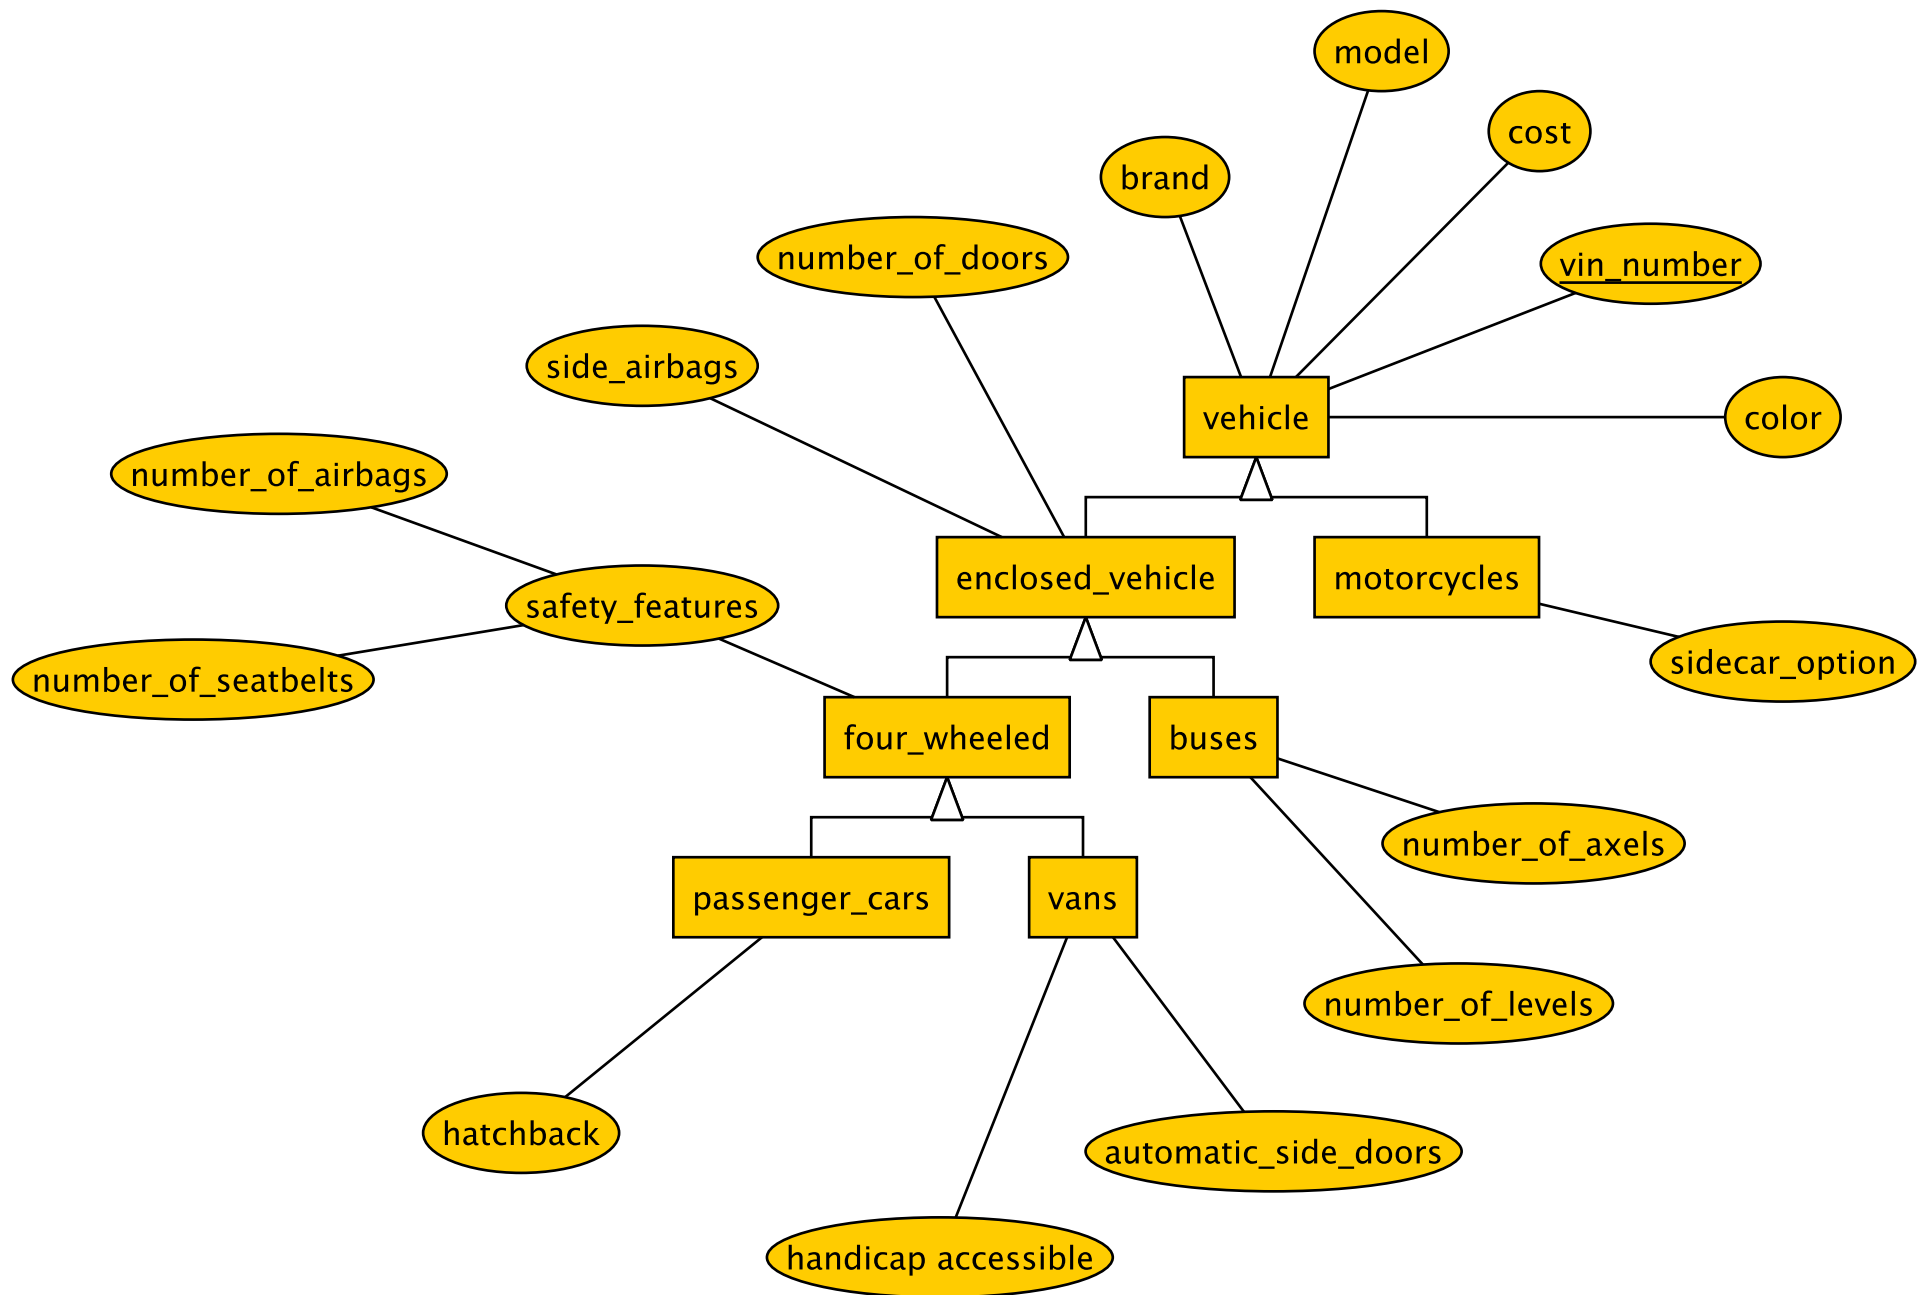 model
cost
brand
number_of_doors
vin_number
side_airbags
vehicle
color
number_of_airbags
enclosed_vehicle
motorcycles
safety_features
sidecar_option
number_of_seatbelts
four_wheeled
buses
number_of_axels
passenger_cars
vans
number_of_levels
hatchback
automatic_side_doors
handicap accessible